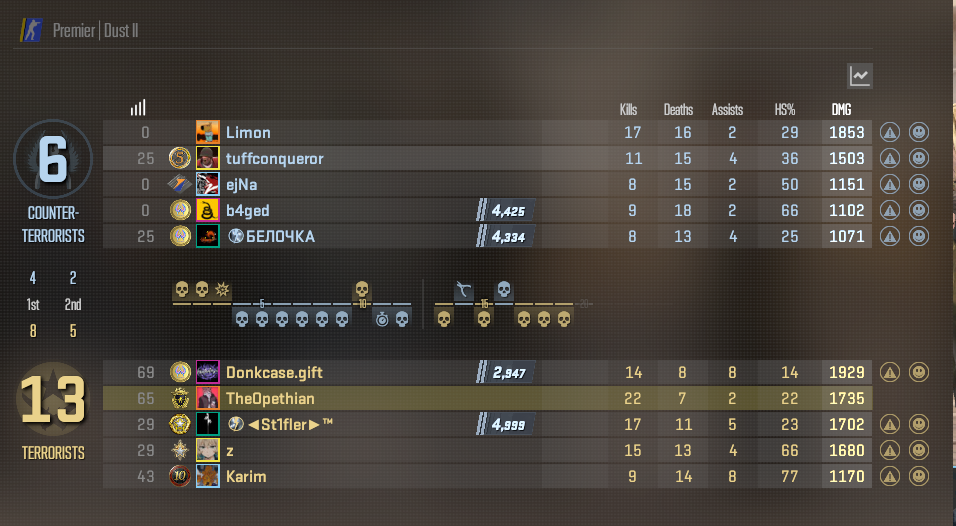 Premier | Dust II
Kills Deaths Assists HS% DMG
0 Limon 17 16 2 29 1853
25 5 tuffconqueror 11 15 4 36 1503
0 ejNa 8 15 2 50 1151
0 b4ged 4,425 9 18 2 66 1102
25 БЕЛОЧКА 4,334 8 13 4 25 1071
6
COUNTER-
TERRORISTS
4 2
1st 2nd
8 5
5 10 15 20
69 Donkcase.gift 2,947 14 8 8 14 1929
65 TheOpethian 22 7 2 22 1735
29 ◄St1fler►™ 4,999 17 11 5 23 1702
29 z 15 13 4 66 1680
43 10 Karim 9 14 8 77 1170
13
TERRORISTS